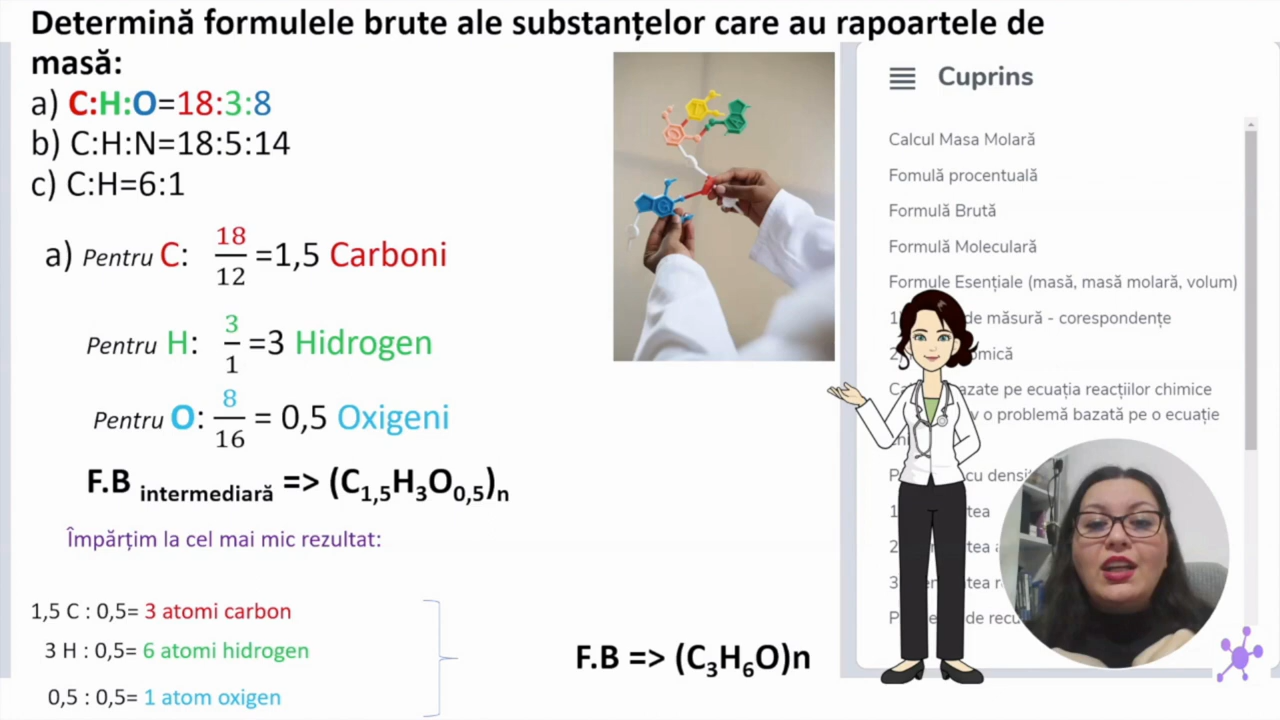 Determină formulele brute ale substanțelor care au rapoartele de
masă:
a) C:H:O=18:3:8
b) C:H:N=18:5:14
c) C:H=6:1
a) Pentru C: 18/12 =1,5 Carboni
Pentru H: 3/1 =3 Hidrogen
Pentru O: 8/16 = 0,5 Oxigeni
F.B intermediară => (C1,5H3O0,5)n
Împărțim la cel mai mic rezultat:
1,5 C : 0,5= 3 atomi carbon
3 H : 0,5= 6 atomi hidrogen
0,5 : 0,5= 1 atom oxigen
F.B => (C3H6O)n
Cuprins
Calcul Masa Molară
Fomulă procentuală
Formulă Brută
Formulă Moleculară
Formule Esențiale (masă, masă molară, volum)
de măsură - corespondențe
azate pe ecuația reacțiilor chimice
o problemă bazată pe o ecuație
cu
de